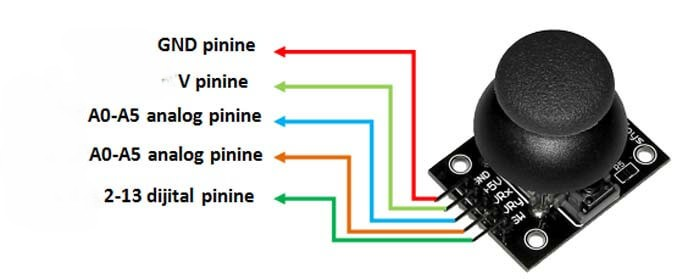 GND pinine
V pinine
A0-A5 analog pinine
A0-A5 analog pinine
2-13 dijital pinine
GND
+5V
VRX
VRY
SW